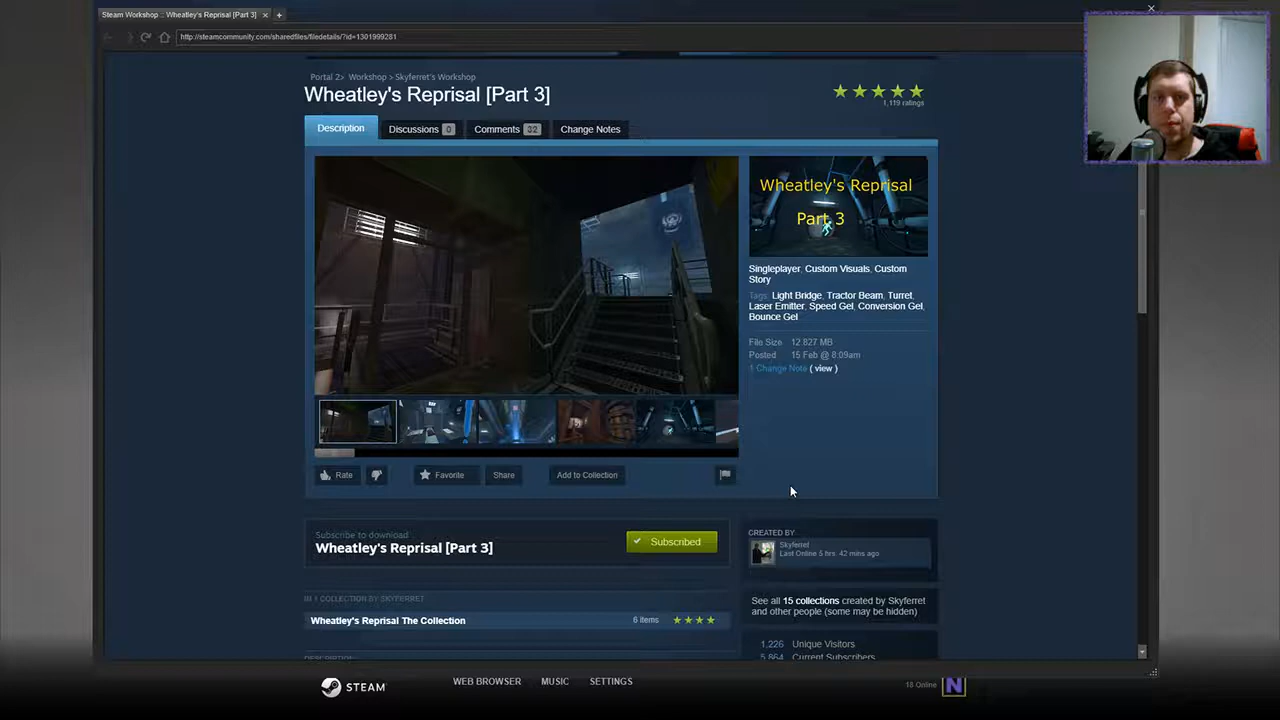 Steam Workshop :: Wheatley's Reprisal [Part 3]
http://steamcommunity.com/sharedfiles/filedetails/?id=1301999281
Portal 2> Workshop > Skyferret's Workshop
Wheatley's Reprisal [Part 3]
1,119 ratings
Description
Discussions 0
Comments 32
Change Notes
Wheatley's Reprisal
Part 3
Singleplayer, Custom Visuals, Custom
Story
Tags: Light Bridge, Tractor Beam, Turret,
Laser Emitter, Speed Gel, Conversion Gel,
Bounce Gel
File Size 12.827 MB
Posted 15 Feb @ 8:09am
1 Change Note ( view )
Rate
Favorite
Share
Add to Collection
Subscribe to download
Wheatley's Reprisal [Part 3]
Subscribed
CREATED BY
Skyferret
Last Online 5 hrs, 42 mins ago
IN 1 COLLECTION BY SKYFERRET
Wheatley's Reprisal The Collection
6 items
See all 15 collections created by Skyferret
and other people (some may be hidden)
1,226 Unique Visitors
5,864 Current Subscribers
DESCRIPTION
STEAM
WEB BROWSER
MUSIC
SETTINGS
18 Online
N